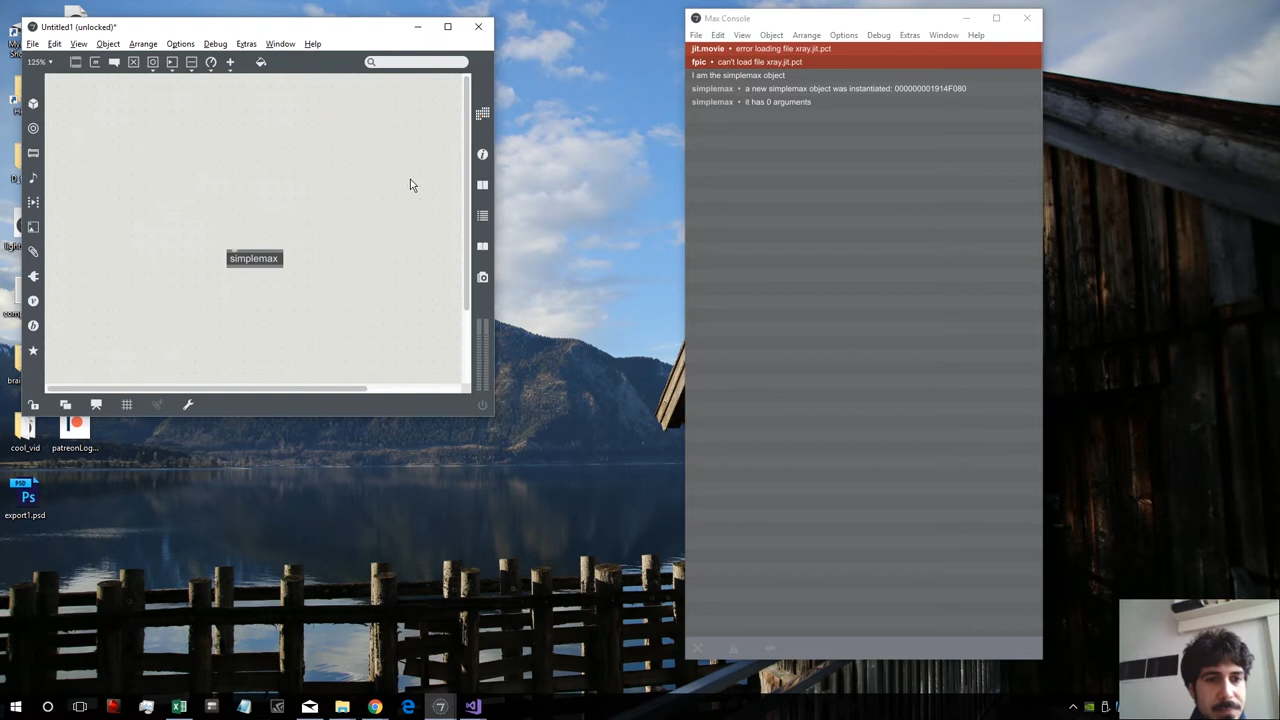 Untitled1 (unlocked)*
File Edit View Object Arrange Options Debug Extras Window Help
125%
simplemax
Max Console
File Edit View Object Arrange Options Debug Extras Window Help
jit.movie • error loading file xray.jit.pct
fpic • can't load file xray.jit.pct
I am the simplemax object
simplemax • a new simplemax object was instantiated: 000000001914F080
simplemax • it has 0 arguments
cool_vid
patreonLog...
PSD
Ps
export1.psd